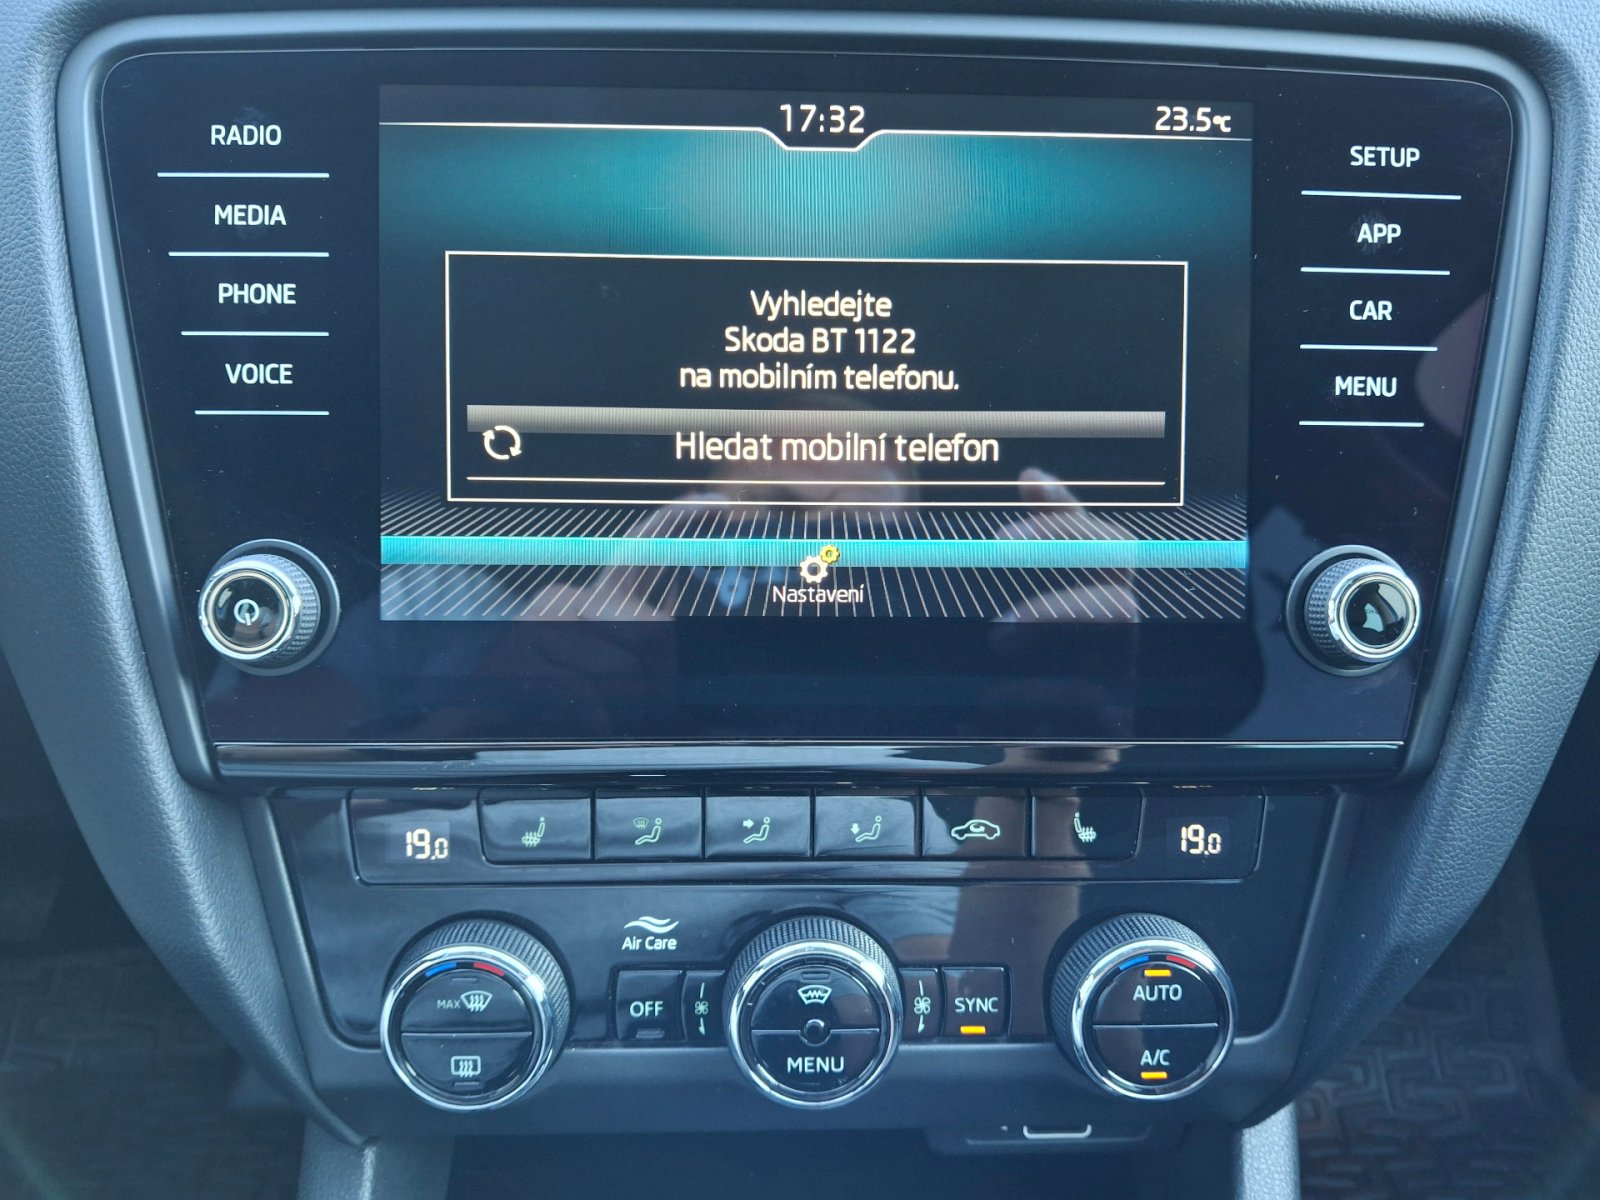 17:32
23.5°C
RADIO
MEDIA
PHONE
VOICE
SETUP
APP
CAR
MENU
Vyhledejte
Skoda BT 1122
na mobilním telefonu.
Hledat mobilní telefon
Nastavení
19.0
19.0
Air Care
MAX
OFF
MENU
SYNC
AUTO
A/C